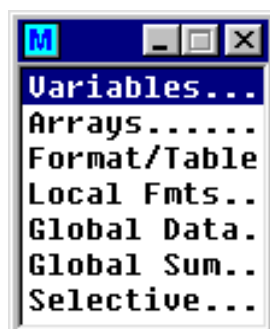 M
Variables...
Arrays......
Format/Table
Local Fmts..
Global Data.
Global Sum..
Selective...